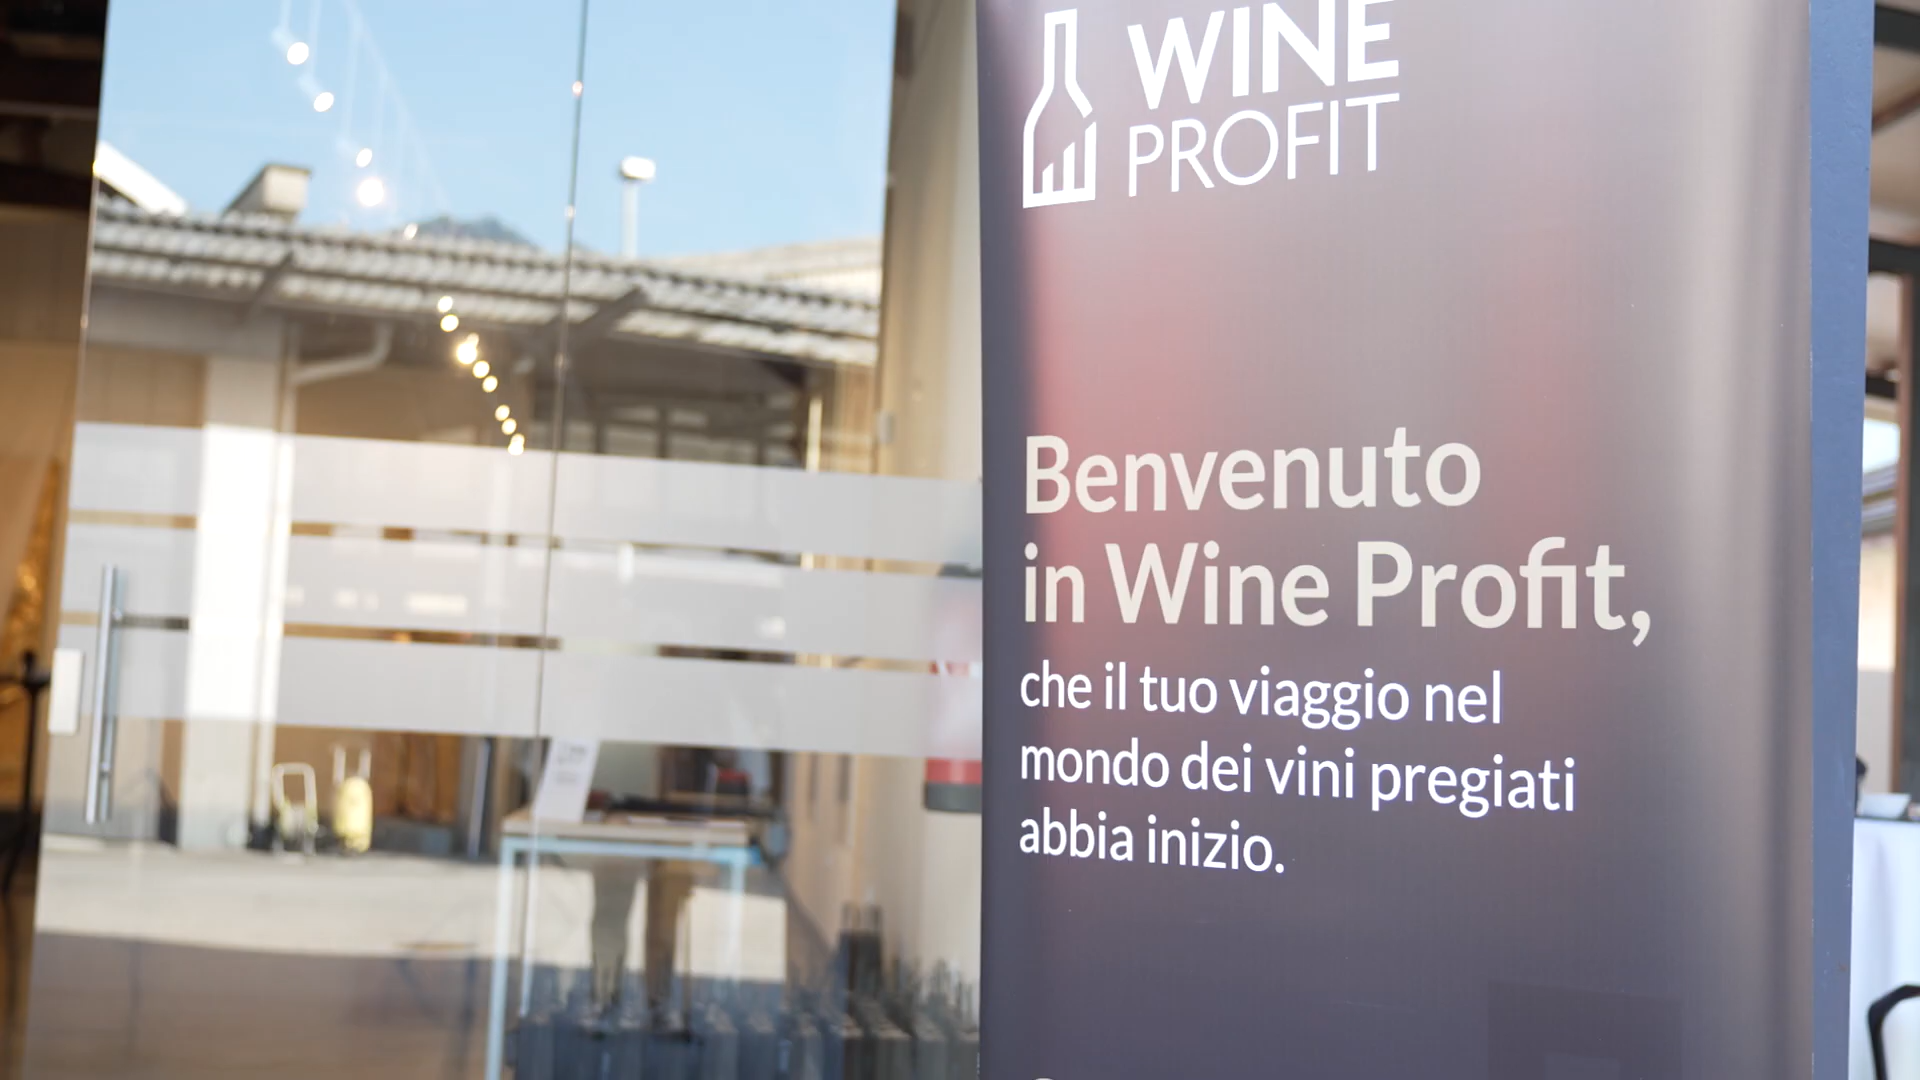 WINE
PROFIT
Benvenuto
in Wine Profit,
che il tuo viaggio nel
mondo dei vini pregiati
abbia inizio.